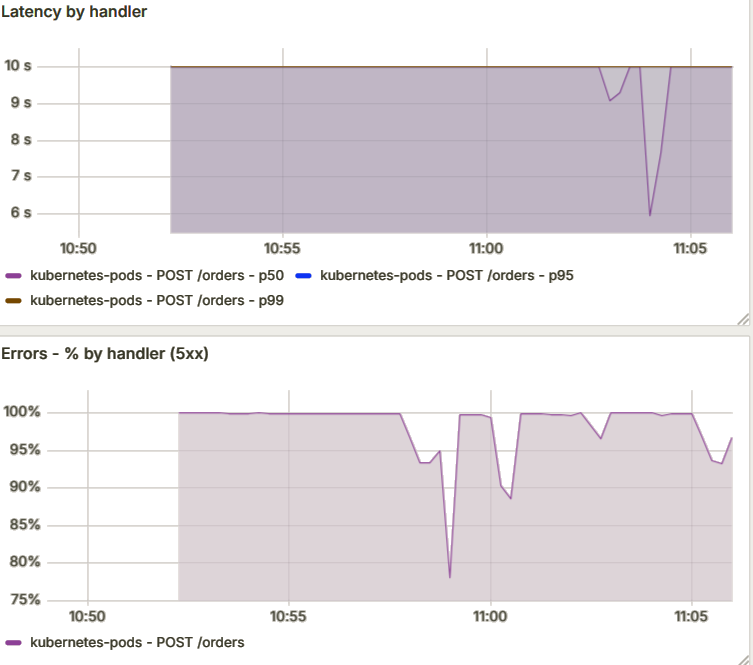 Latency by handler
10 s
9 s
8 s
7 s
6 s
10:50 10:55 11:00 11:05
kubernetes-pods - POST /orders - p50 kubernetes-pods - POST /orders - p95
kubernetes-pods - POST /orders - p99
Errors - % by handler (5xx)
100%
95%
90%
85%
80%
75%
10:50 10:55 11:00 11:05
kubernetes-pods - POST /orders